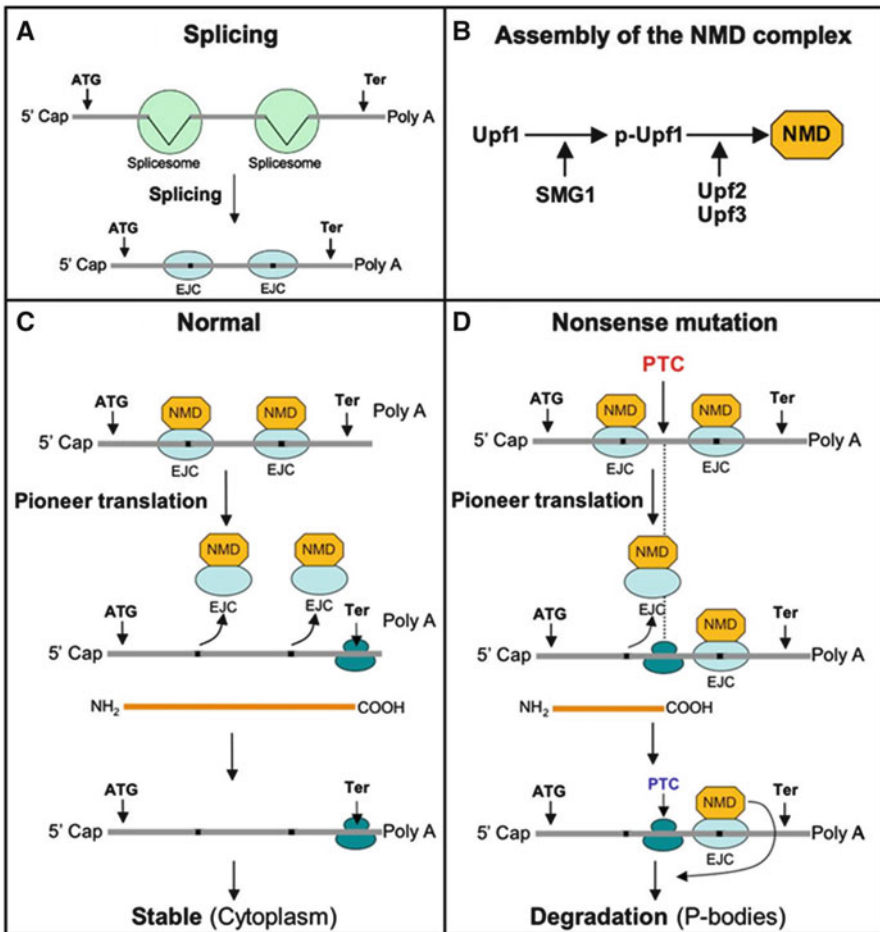 A
Splicing
ATG
Ter
5' Cap
Poly A
Splicesome
Splicesome
Splicing
ATG
Ter
5' Cap
Poly A
EJC
EJC
B
Assembly of the NMD complex
Upf1
p-Upf1
NMD
SMG1
Upf2
Upf3
C
Normal
ATG
NMD
NMD
Ter
Poly A
5' Cap
EJC
EJC
Pioneer translation
NMD
NMD
EJC
EJC
ATG
Ter
Poly A
5' Cap
NH2
COOH
ATG
Ter
5' Cap
Poly A
Stable (Cytoplasm)
D
Nonsense mutation
PTC
ATG
NMD
NMD
Ter
5' Cap
Poly A
EJC
EJC
Pioneer translation
NMD
EJC
ATG
NMD
Ter
5' Cap
Poly A
EJC
NH2
COOH
ATG
PTC
NMD
Ter
5' Cap
Poly A
EJC
Degradation (P-bodies)